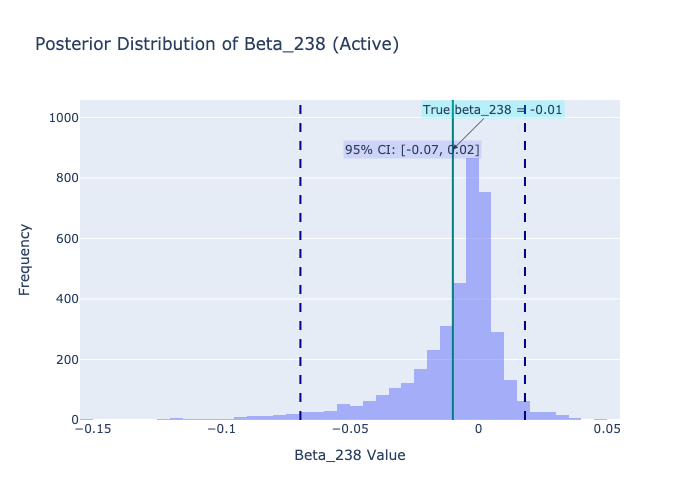 Posterior Distribution of Beta_238 (Active)
True beta_238 = -0.01
95% CI: [-0.07, 0.02]
1000
800
600
400
200
0
Frequency
−0.15
−0.1
−0.05
0
0.05
Beta_238 Value